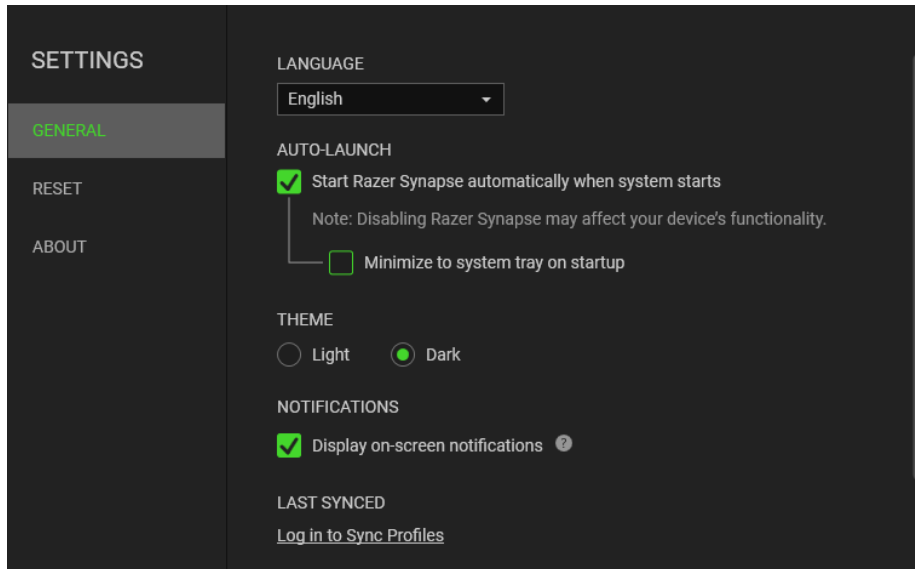 SETTINGS
GENERAL
RESET
ABOUT
LANGUAGE
English
AUTO-LAUNCH
Start Razer Synapse automatically when system starts
Note: Disabling Razer Synapse may affect your device’s functionality.
Minimize to system tray on startup
THEME
Light
Dark
NOTIFICATIONS
Display on-screen notifications ?
LAST SYNCED
Log in to Sync Profiles